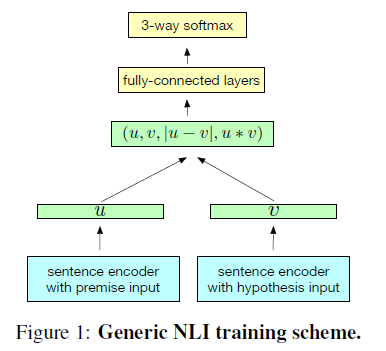 3-way softmax
fully-connected layers
(u, v, |u − v|, u ∗ v)
u
v
sentence encoder
with premise input
sentence encoder
with hypothesis input
Figure 1: Generic NLI training scheme.